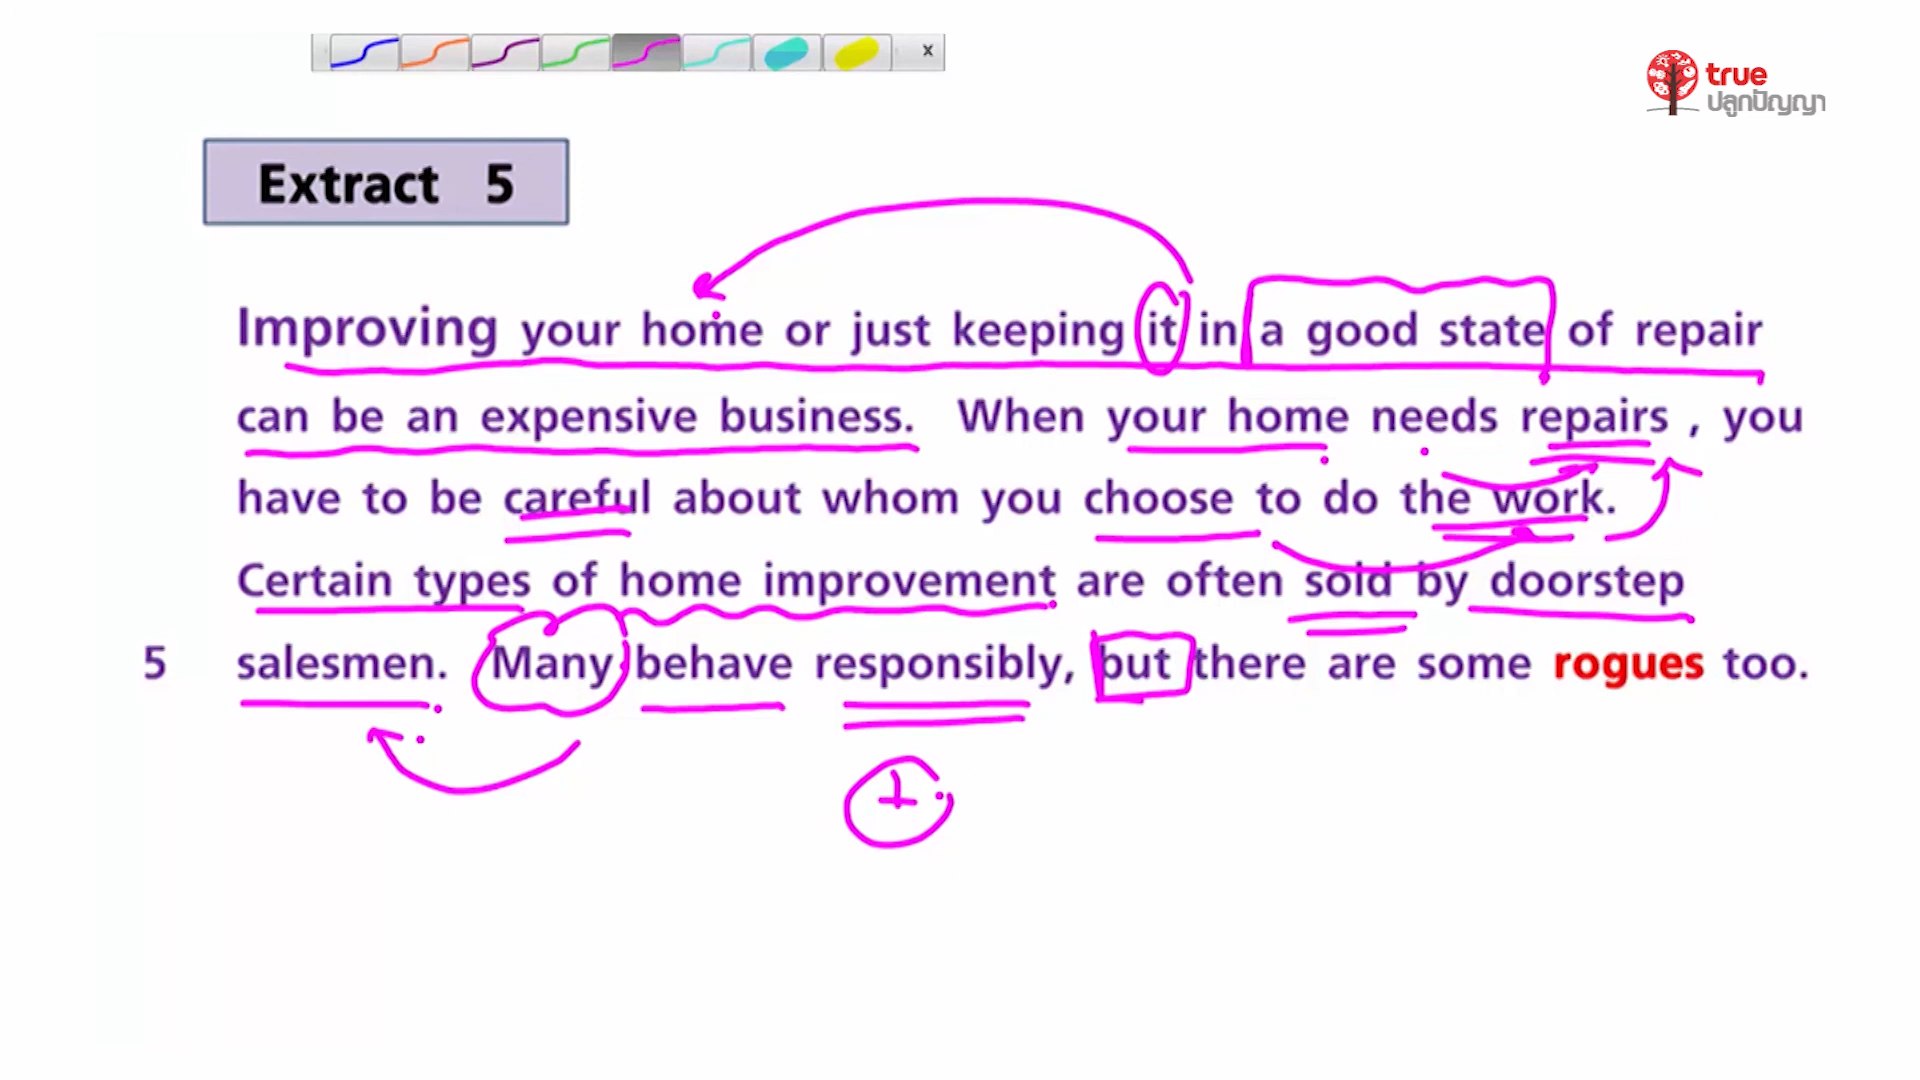 x
true
ปลูกปัญญา
Extract 5
Improving your home or just keeping it in a good state of repair
can be an expensive business. When your home needs repairs , you
have to be careful about whom you choose to do the work.
Certain types of home improvement are often sold by doorstep
5 salesmen. Many behave responsibly, but there are some rogues too.
+